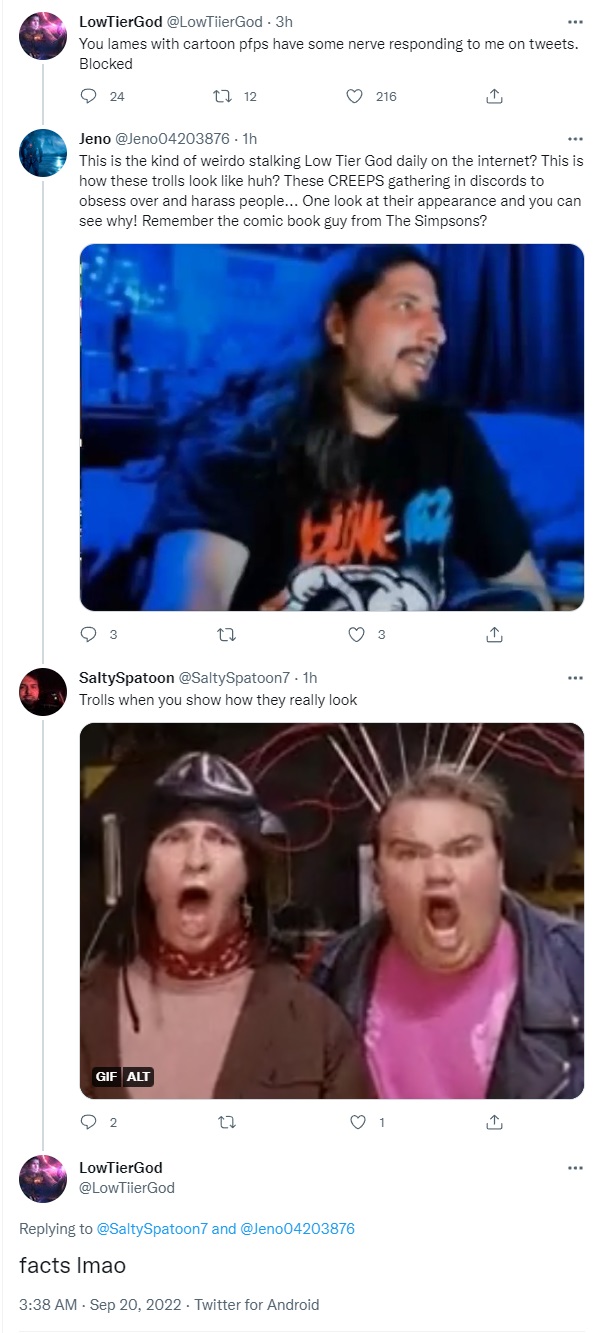 LowTierGod @LowTiierGod · 3h
You lames with cartoon pfps have some nerve responding to me on tweets.
Blocked
24 12 216
Jeno @Jeno04203876 · 1h
This is the kind of weirdo stalking Low Tier God daily on the internet? This is
how these trolls look like huh? These CREEPS gathering in discords to
obsess over and harass people... One look at their appearance and you can
see why! Remember the comic book guy from The Simpsons?
blink-182
3 3
SaltySpatoon @SaltySpatoon7 · 1h
Trolls when you show how they really look
GIF ALT
2 1
LowTierGod
@LowTiierGod
Replying to @SaltySpatoon7 and @Jeno04203876
facts lmao
3:38 AM · Sep 20, 2022 · Twitter for Android